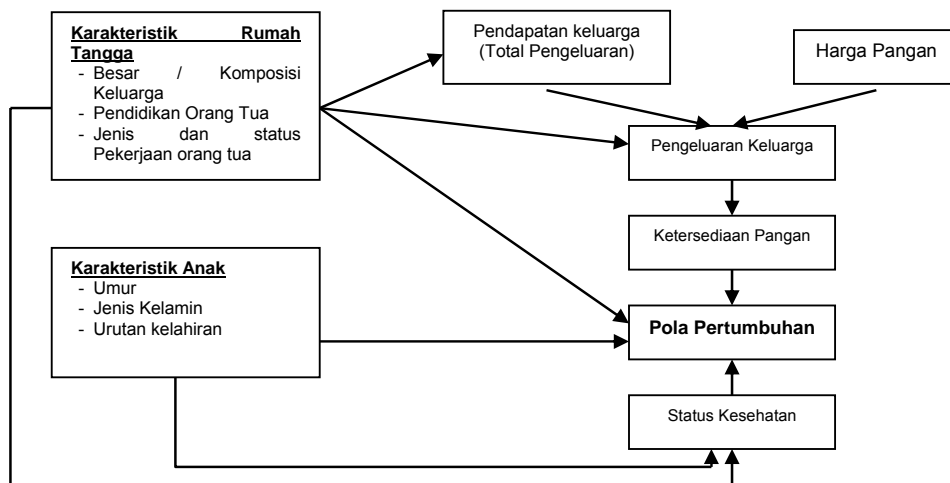 Karakteristik Rumah
Tangga
- Besar / Komposisi
Keluarga
- Pendidikan Orang Tua
- Jenis dan status
Pekerjaan orang tua
Pendapatan keluarga
(Total Pengeluaran)
Harga Pangan
Pengeluaran Keluarga
Ketersediaan Pangan
Karakteristik Anak
- Umur
- Jenis Kelamin
- Urutan kelahiran
Pola Pertumbuhan
Status Kesehatan